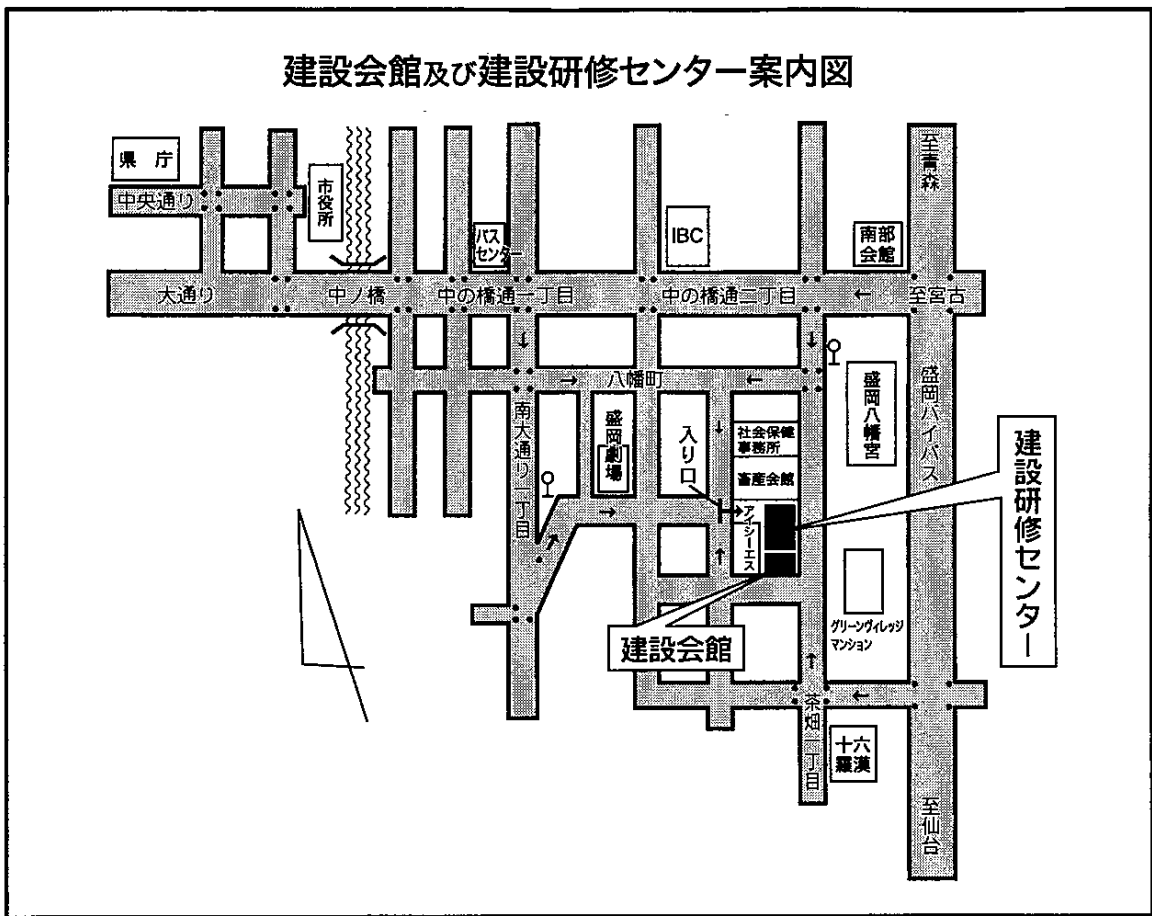 建設会館及び建設研修センター案内図
県 庁
中央通り
市役所
至青森
バス
センター
IBC
南部
会館
大通り
中ノ橋
中の橋通一丁目
中の橋通二丁目
至宮古
八幡町
南大通り一丁目
盛岡劇場
入り口
社会保健
事務所
畜産会館
アイシーエス
盛岡八幡宮
盛岡バイパス
建設研修センター
建設会館
グリーンヴィレッジ
マンション
茶畑一丁目
十六
羅漢
至仙台